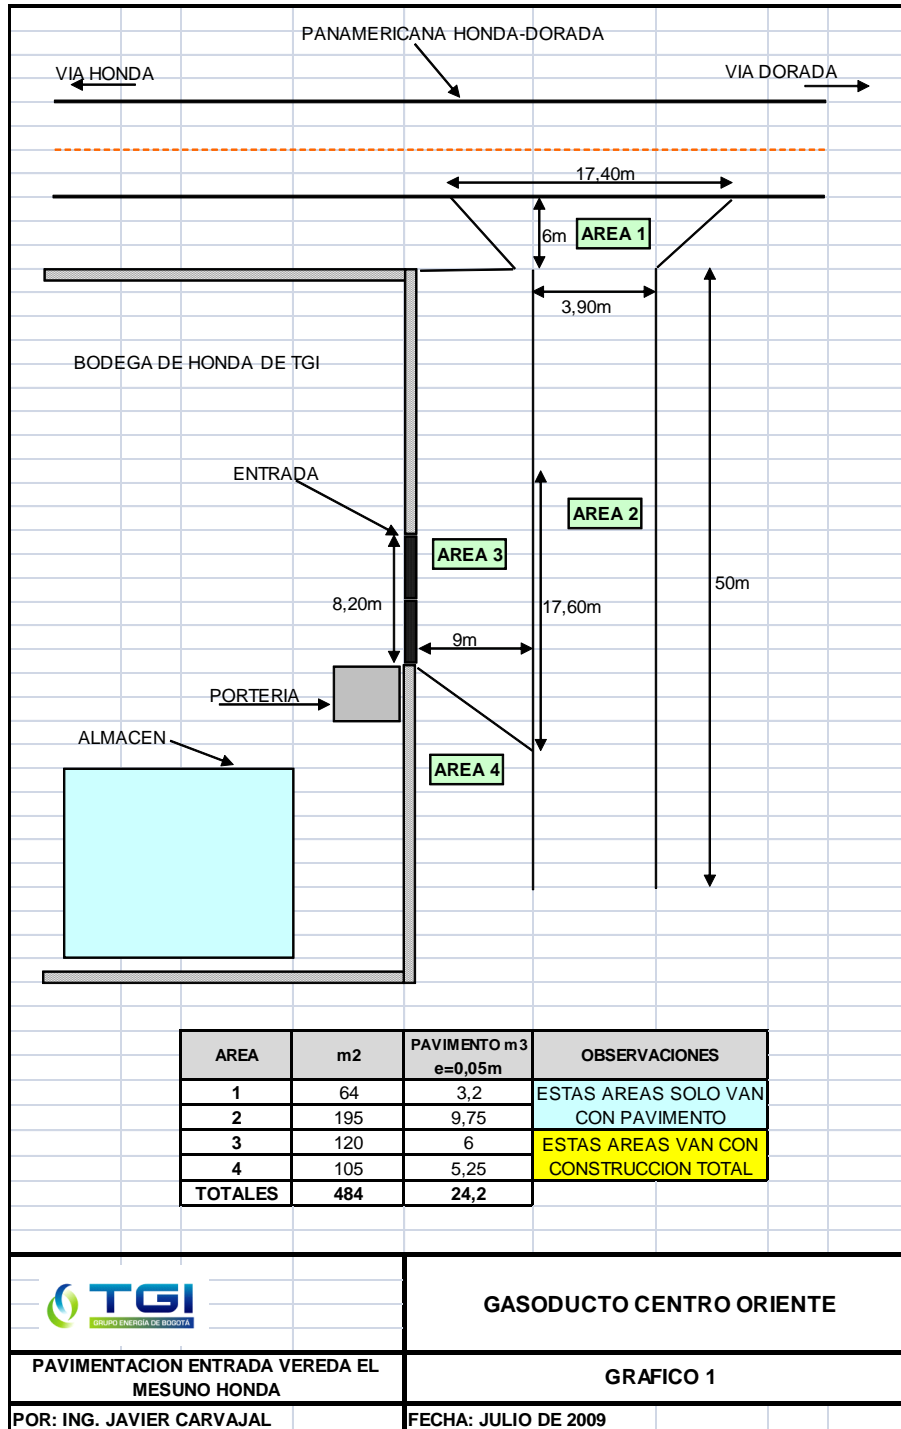 PANAMERICANA HONDA-DORADA
VIA HONDA
VIA DORADA
17,40m
6m
AREA 1
3,90m
BODEGA DE HONDA DE TGI
ENTRADA
AREA 2
AREA 3
50m
8,20m
17,60m
9m
PORTERIA
ALMACEN
AREA 4
AREA m2 PAVIMENTO m3 e=0,05m OBSERVACIONES
1 64 3,2 ESTAS AREAS SOLO VAN
2 195 9,75 CON PAVIMENTO
3 120 6 ESTAS AREAS VAN CON
4 105 5,25 CONSTRUCCION TOTAL
TOTALES 484 24,2
TGI
GRUPO ENERGÍA DE BOGOTÁ
GASODUCTO CENTRO ORIENTE
PAVIMENTACION ENTRADA VEREDA EL
MESUNO HONDA
GRAFICO 1
POR: ING. JAVIER CARVAJAL
FECHA: JULIO DE 2009